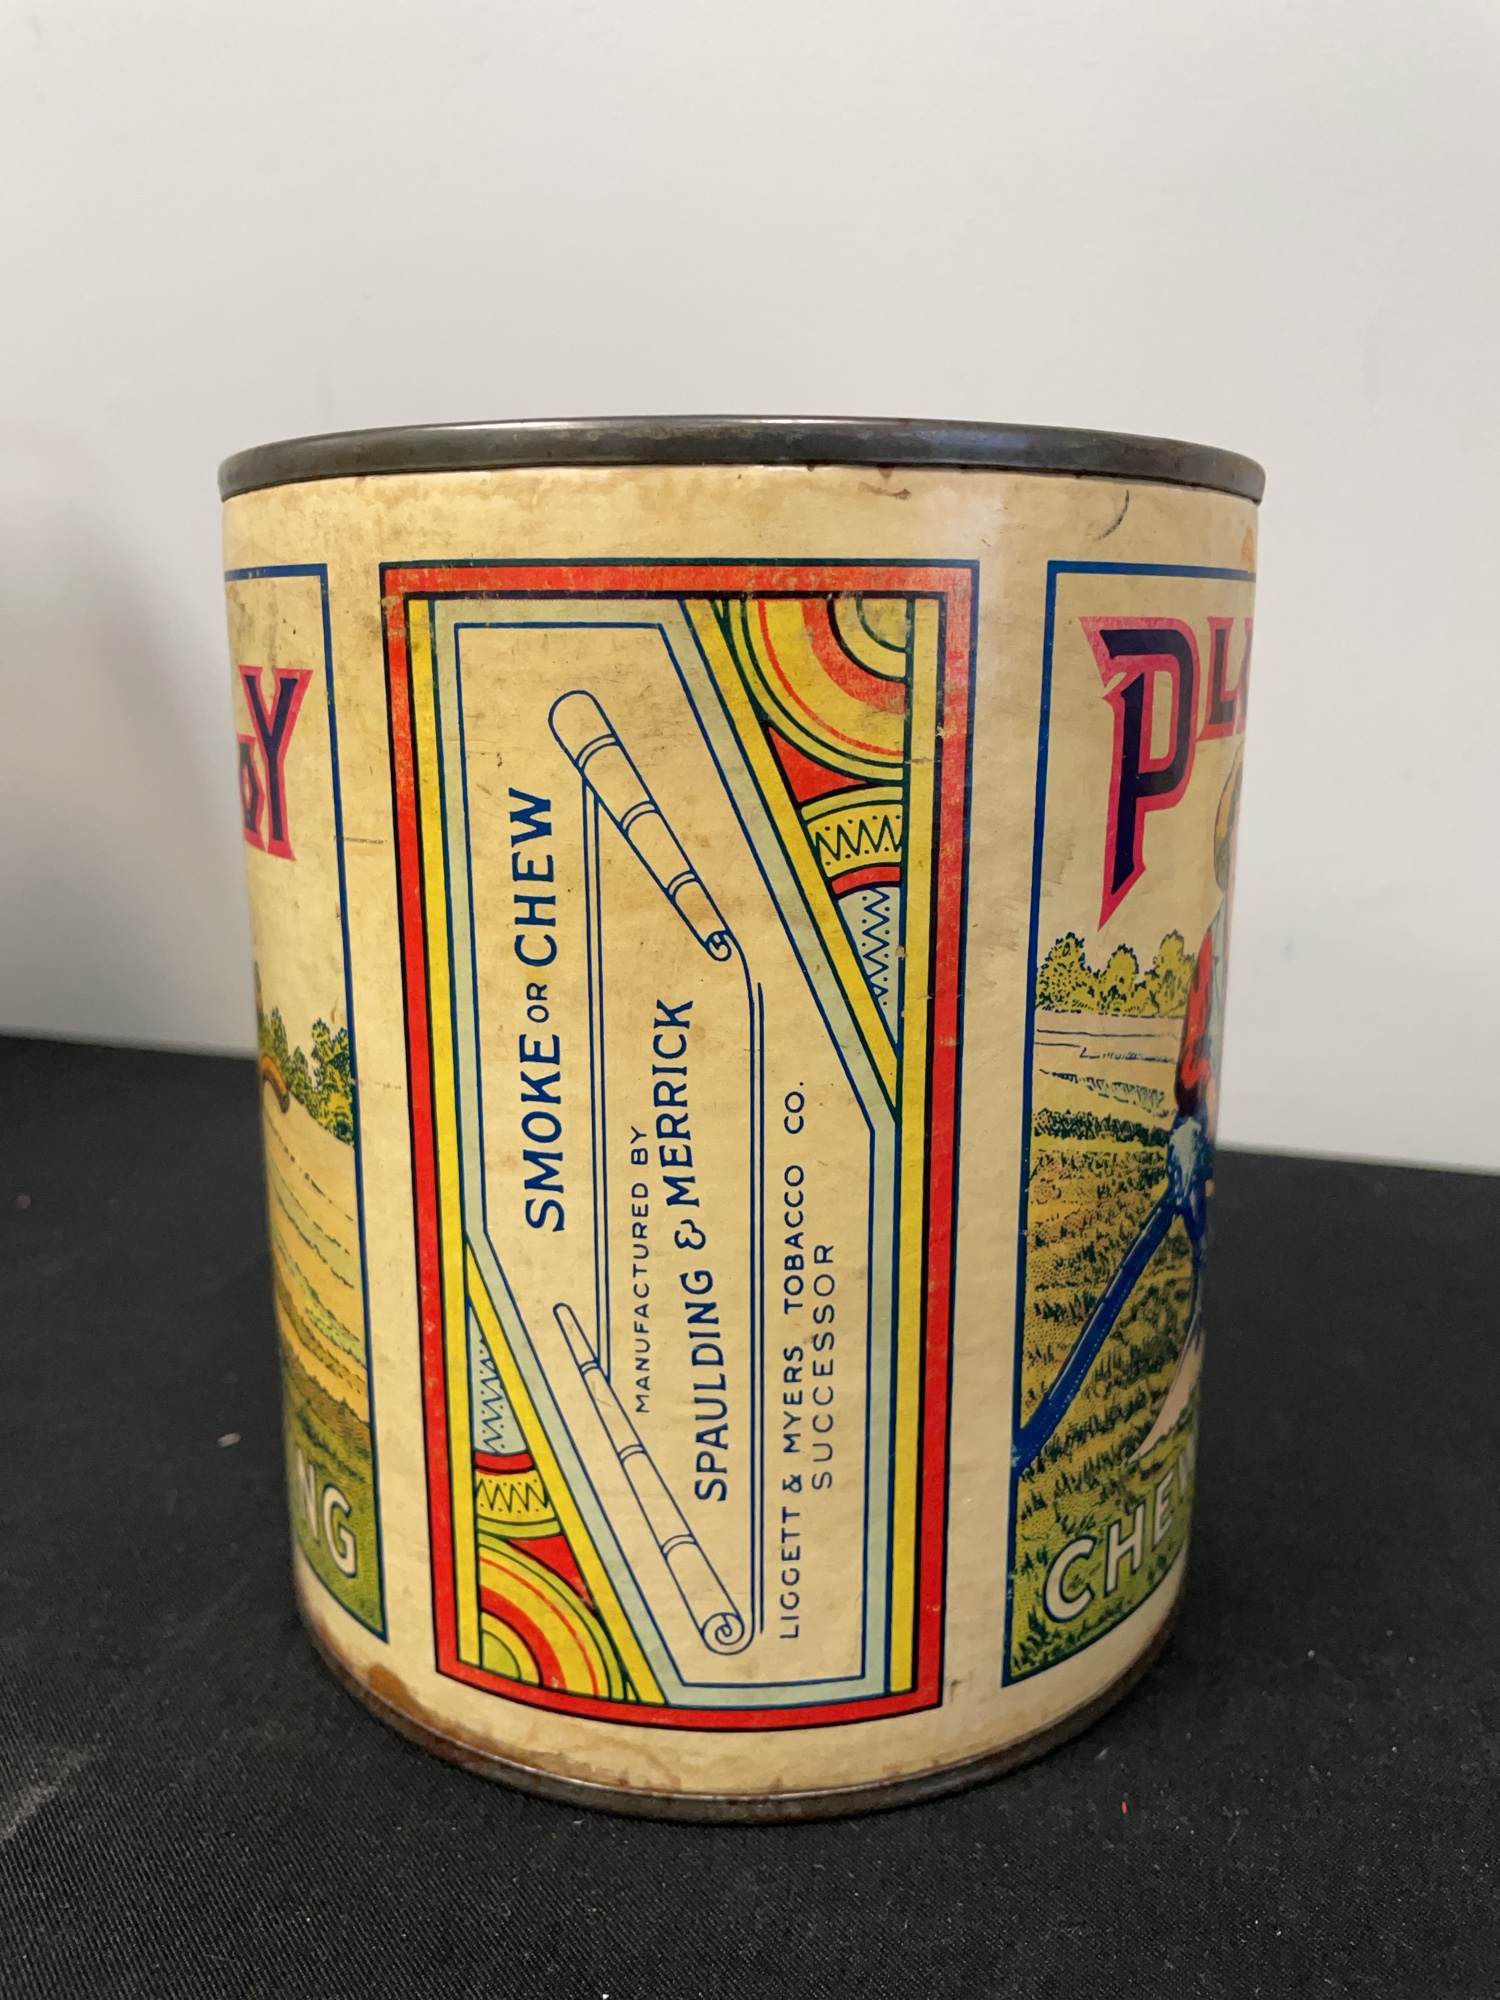 SMOKE OR CHEW
MANUFACTURED BY
SPAULDING & MERRICK
LIGGETT & MYERS TOBACCO CO.
SUCCESSOR